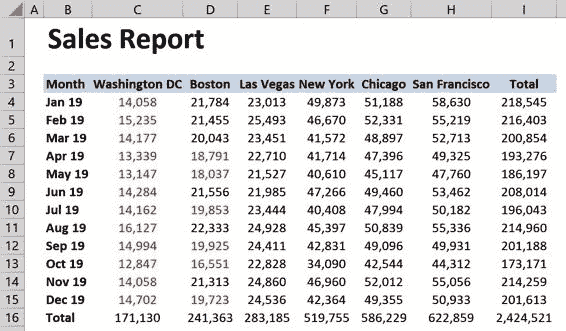 A B C D E F G H I
1 Sales Report
2
3 Month Washington DC Boston Las Vegas New York Chicago San Francisco Total
4 Jan 19 14,058 21,784 23,013 49,873 51,188 58,630 218,545
5 Feb 19 15,235 21,455 25,493 46,670 52,331 55,219 216,403
6 Mar 19 14,177 20,043 23,451 41,572 48,897 52,713 200,854
7 Apr 19 13,339 18,791 22,710 41,714 47,396 49,325 193,276
8 May 19 13,147 18,037 21,527 40,610 45,117 47,760 186,197
9 Jun 19 14,284 21,556 21,985 47,266 49,460 53,462 208,014
10 Jul 19 14,162 19,853 23,444 40,408 47,994 50,182 196,043
11 Aug 19 16,127 22,333 24,928 45,397 50,839 55,336 214,960
12 Sep 19 14,994 19,925 24,411 42,831 49,096 49,931 201,188
13 Oct 19 12,847 16,551 22,828 34,090 42,544 44,312 173,171
14 Nov 19 14,058 21,313 24,860 46,960 52,012 55,056 214,259
15 Dec 19 14,702 19,723 24,536 42,364 49,355 50,933 201,613
16 Total 171,130 241,363 283,185 519,755 586,229 622,859 2,424,521